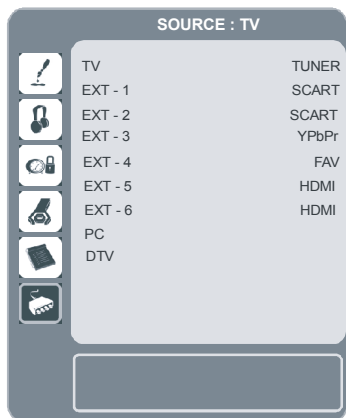 SOURCE : TV
TV TUNER
EXT - 1 SCART
EXT - 2 SCART
EXT - 3 YPbPr
EXT - 4 FAV
EXT - 5 HDMI
EXT - 6 HDMI
PC
DTV